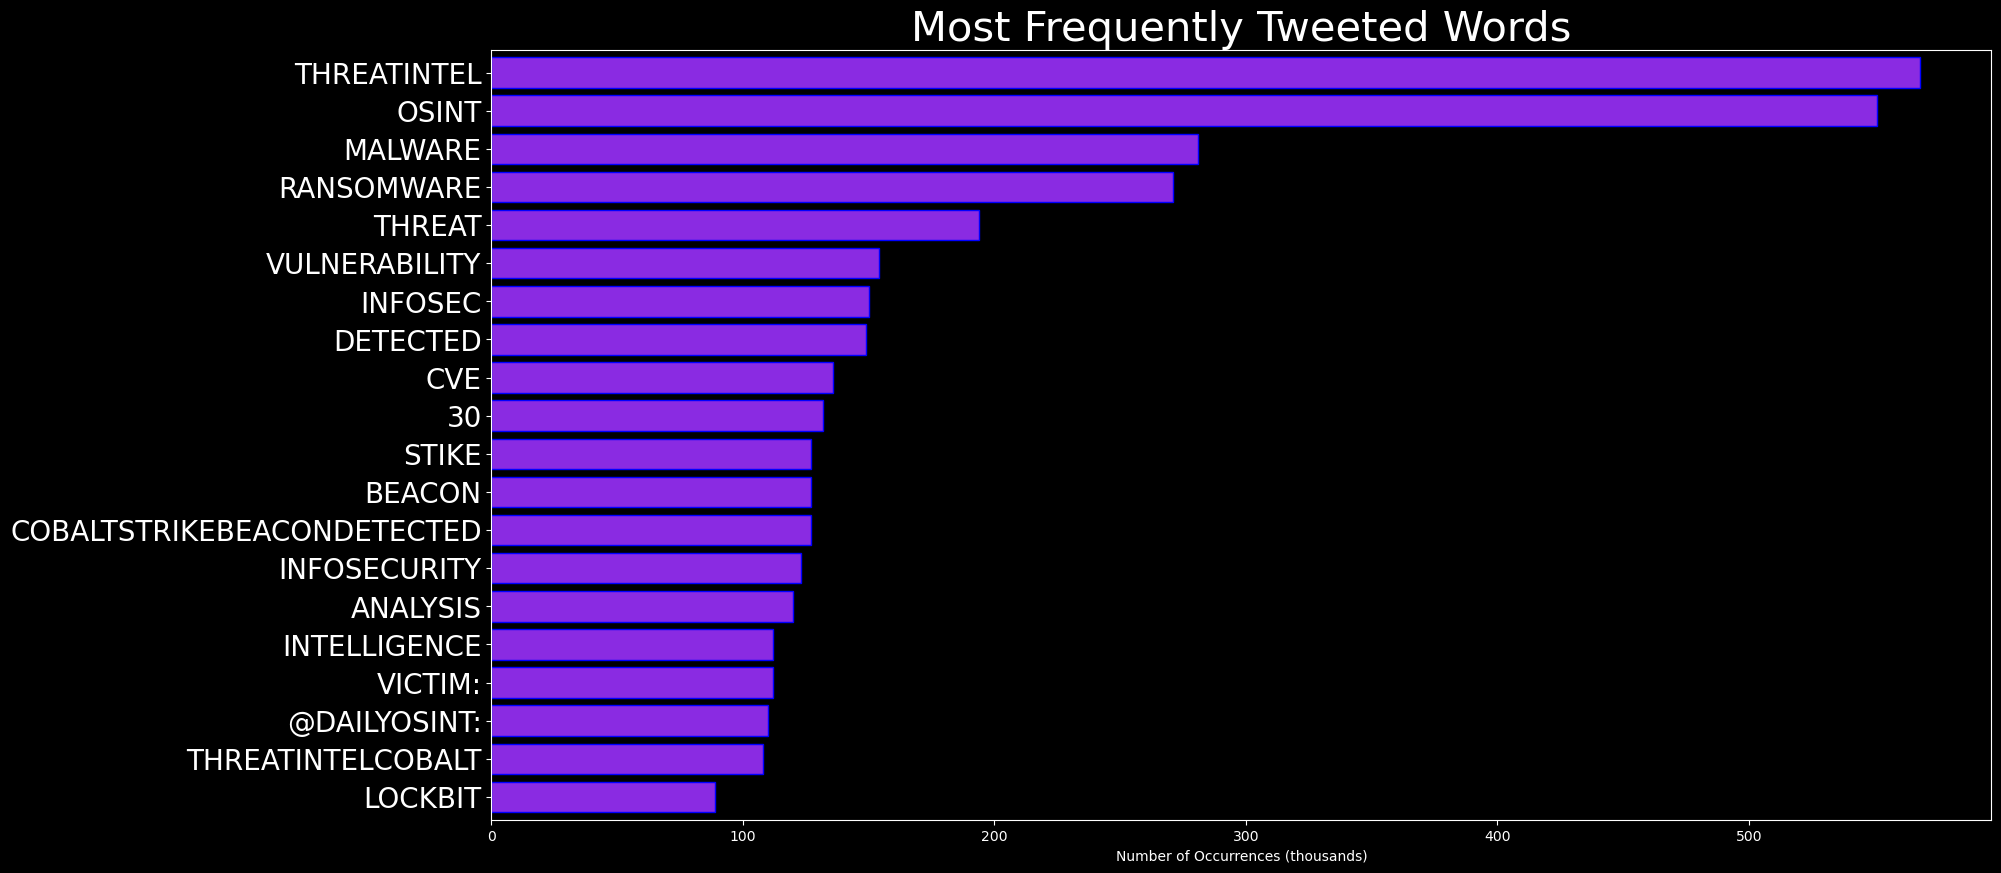 Most Frequently Tweeted Words
THREATINTEL
OSINT
MALWARE
RANSOMWARE
THREAT
VULNERABILITY
INFOSEC
DETECTED
CVE
30
STIKE
BEACON
COBALTSTRIKEBEACONDETECTED
INFOSECURITY
ANALYSIS
INTELLIGENCE
VICTIM:
@DAILYOSINT:
THREATINTELCOBALT
LOCKBIT
0 100 200 300 400 500
Number of Occurrences (thousands)